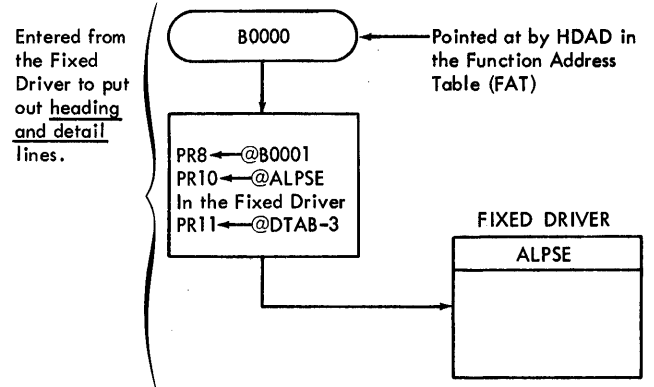 Entered from
the Fixed
Driver to put
out heading
and detail
lines.
B0000
Pointed at by HDAD in
the Function Address
Table (FAT)
PR8←@B0001
PR10←@ALPSE
In the Fixed Driver
PR11←@DTAB-3
FIXED DRIVER
ALPSE